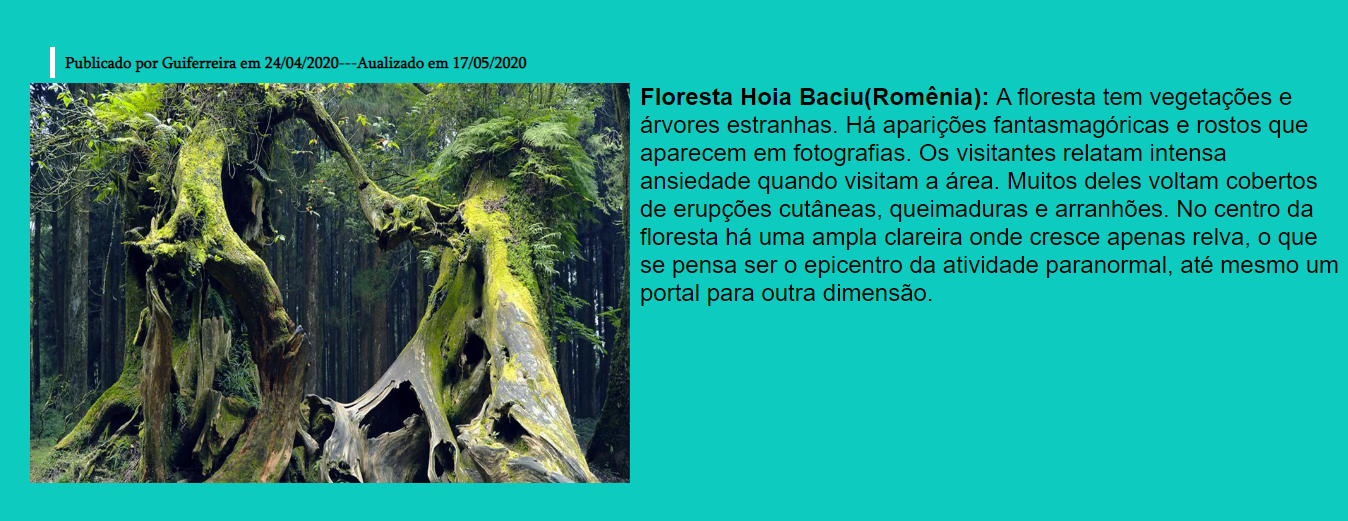 Publicado por Guiferreira em 24/04/2020---Aualizado em 17/05/2020
Floresta Hoia Baciu(Romênia): A floresta tem vegetações e
árvores estranhas. Há aparições fantasmagóricas e rostos que
aparecem em fotografias. Os visitantes relatam intensa
ansiedade quando visitam a área. Muitos deles voltam cobertos
de erupções cutâneas, queimaduras e arranhões. No centro da
floresta há uma ampla clareira onde cresce apenas relva, o que
se pensa ser o epicentro da atividade paranormal, até mesmo um
portal para outra dimensão.